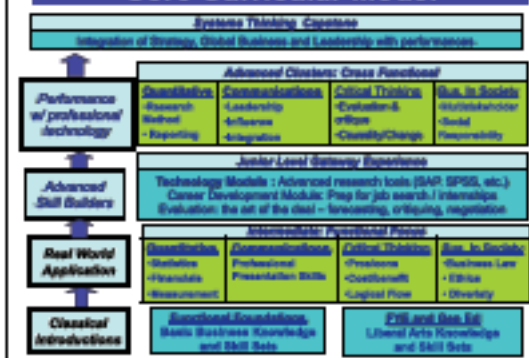 Systems Thinking Capstone
Integration of Strategy, Global Business and Leadership with performances.
Performance
w/ professional
technology
Advanced Clusters: Cross Functional
Quantitative
•Research
Method
• Reporting
Communications
•Leadership
•Influence
•Integration
Critical Thinking
•Evaluation &
critique
•Causality/Change
Bus. In Society
•Multistakeholder
•Social
Responsibility
Advanced
Skill Builders
Junior Level Gateway Experience
Technology Module : Advanced research tools (SAP, SPSS, etc.)
Career Development Module: Prep for job search / internships
Evaluation: the art of the deal – forecasting, critiquing, negotiation
Real World
Application
Intermediate: Functional Focus
Quantitative
•Statistics
•Financials
•Measurement
Communications
Professional
Presentation Skills
Critical Thinking
•Cost/benefit
•Logical Flow
Bus. In Society
•Business Law
• Ethics
• Diversity
Classical
Introductions
Functional Foundations
Basic Business Knowledge
and Skill Sets
FYE and Gen Ed
Liberal Arts Knowledge
and Skill Sets